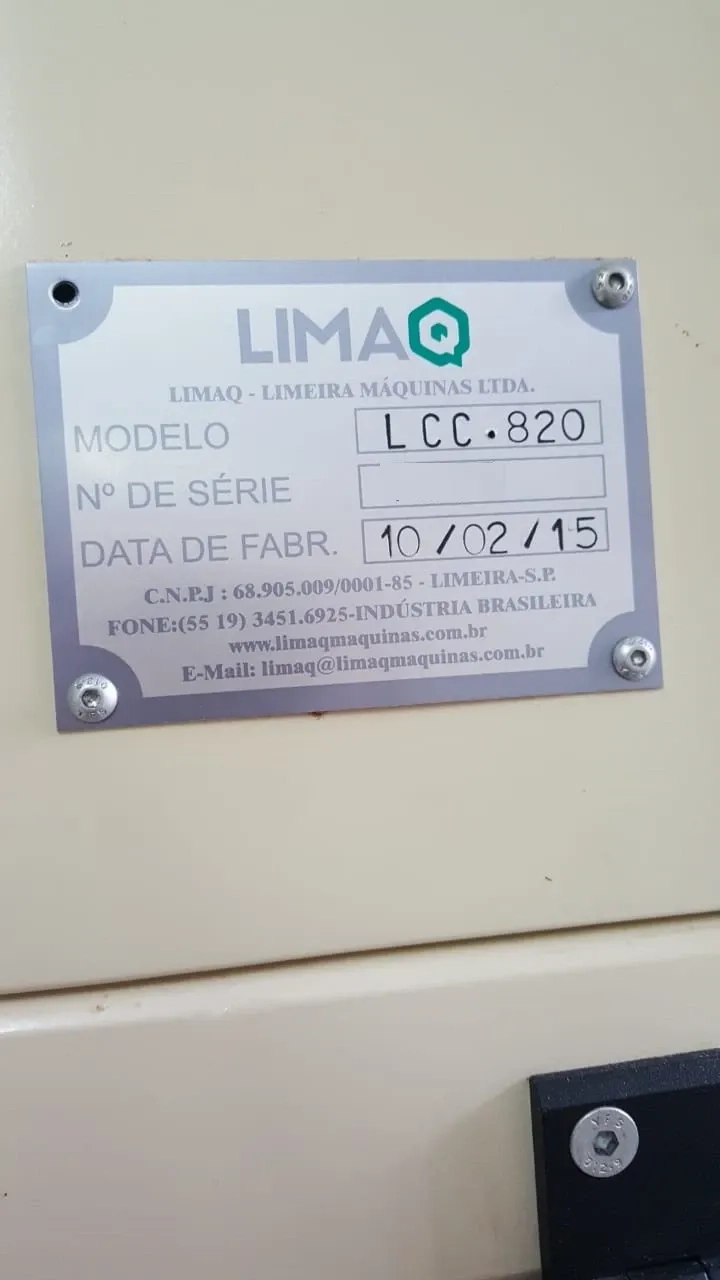 LIMAQ
LIMAQ - LIMEIRA MÁQUINAS LTDA.
MODELO LCC.820
Nº DE SÉRIE
DATA DE FABR. 10/02/15
C.N.P.J : 68.905.009/0001-85 - LIMEIRA-S.P.
FONE:(55 19) 3451.6925-INDÚSTRIA BRASILEIRA
www.limaqmaquinas.com.br
E-Mail: limaq@limaqmaquinas.com.br